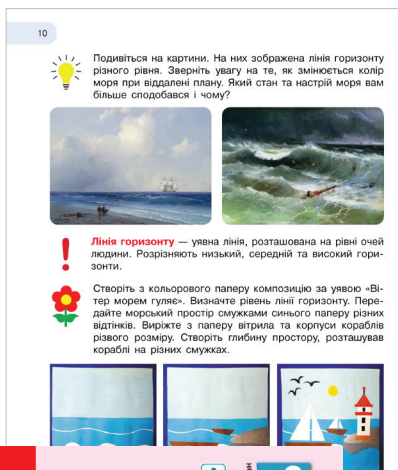 10
Подивіться на картини. На них зображена лінія горизонту
різного рівня. Зверніть увагу на те, як змінюється колір
моря при віддалені плану. Який стан та настрій моря вам
більше сподобався і чому?
Лінія горизонту — уявна лінія, розташована на рівні очей
людини. Розрізняють низький, середній та високий гори-
зонти.
Створіть з кольорового паперу композицію за уявою «Ві-
тер морем гуляє». Визначте рівень лінії горизонту. Пере-
дайте морський простір смужками синього паперу різних
відтінків. Виріжте з паперу вітрила та корпуси кораблів
різвого розміру. Створіть глибину простору, розташував
кораблі на різних смужках.